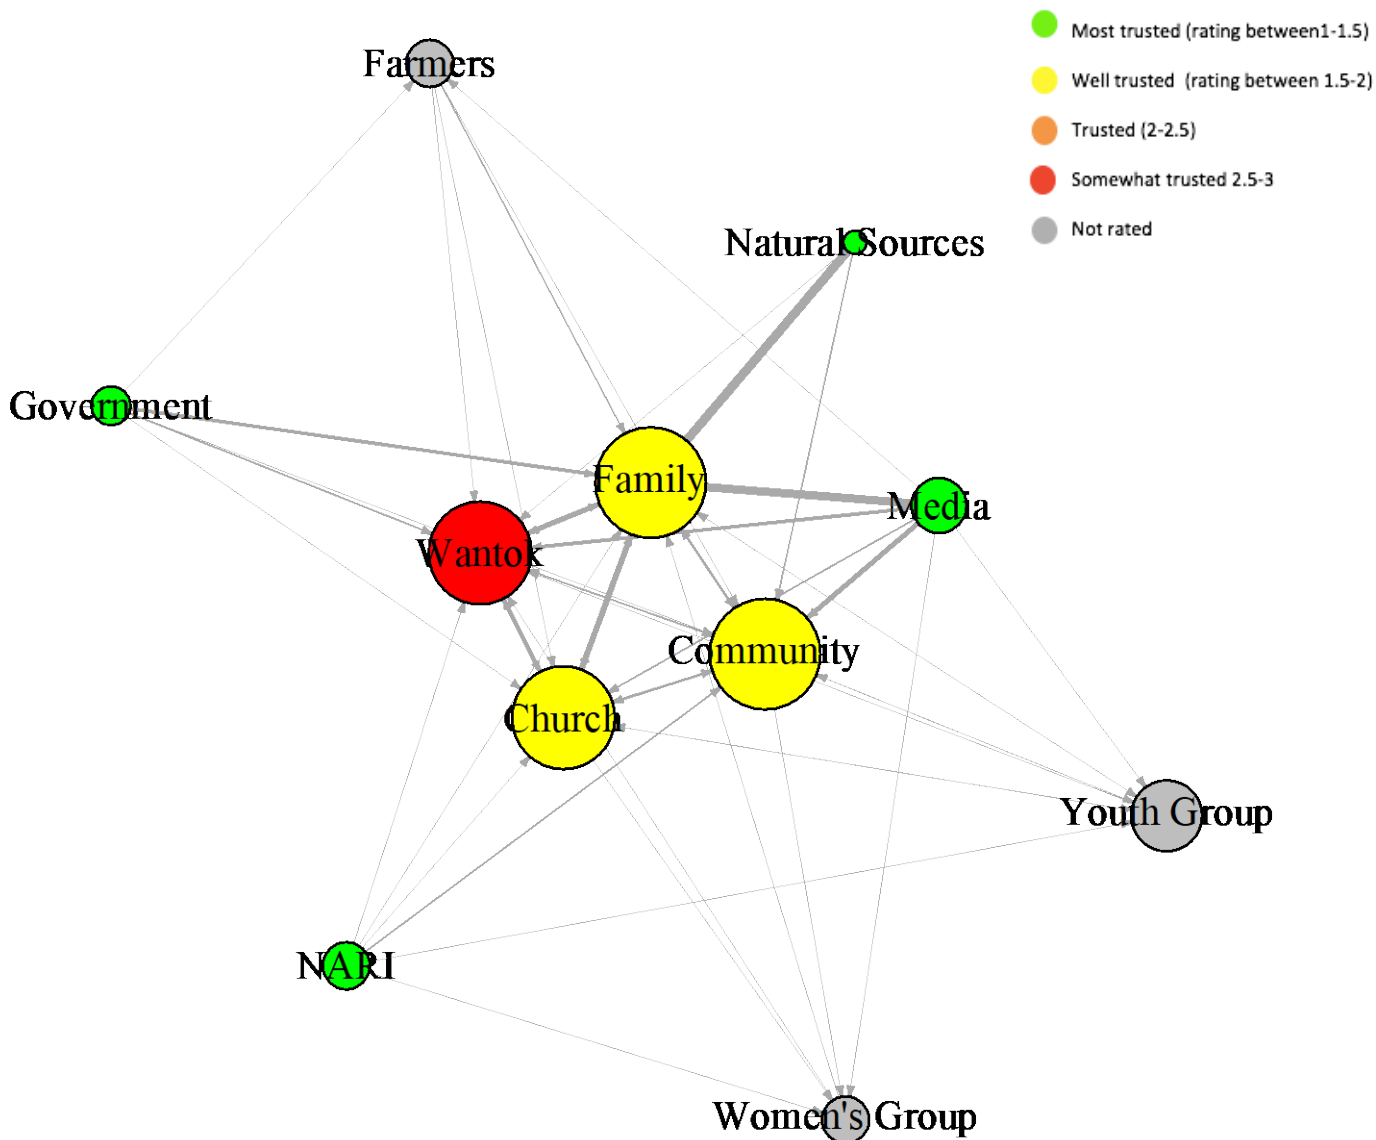 Most trusted (rating between1-1.5)
Farmers
Well trusted  (rating between 1.5-2)
Trusted (2-2.5)
Somewhat trusted 2.5-3
Not rated
Natural Sources
Government
Family
Media
Wantok
Community
Church
Youth Group
NARI
Women's Group